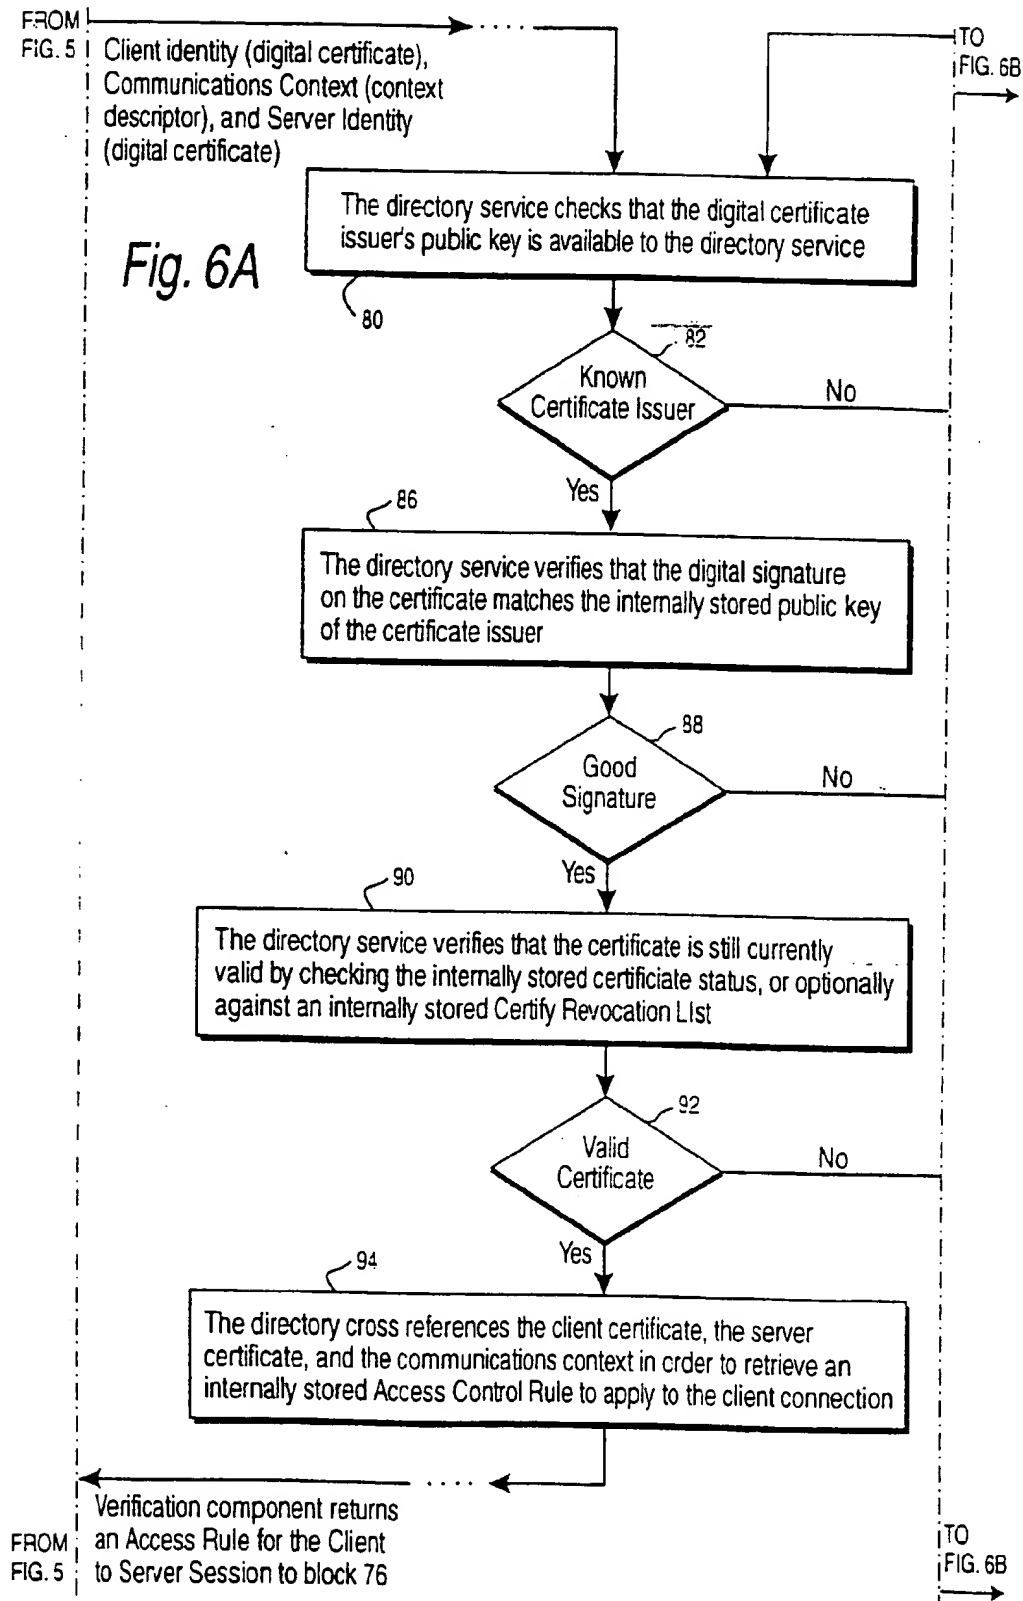 FROM
FIG. 5
Client identity (digital certificate),
Communications Context (context
descriptor), and Server Identity
(digital certificate)
TO
FIG. 6B
The directory service checks that the digital certificate
issuer's public key is available to the directory service
Fig. 6A
80
82
Known
Certificate Issuer
No
Yes
86
The directory service verifies that the digital signature
on the certificate matches the internally stored public key
of the certificate issuer
88
Good
Signature
No
Yes
90
The directory service verifies that the certificate is still currently
valid by checking the internally stored certificiate status, or optionally
against an internally stored Certify Revocation LIst
92
Valid
Certificate
No
Yes
94
The directory cross references the client certificate, the server
certificate, and the communications context in order to retrieve an
internally stored Access Control Rule to apply to the client connection
Verification component returns
an Access Rule for the Client
to Server Session to block 76
FROM
FIG. 5
TO
FIG. 6B